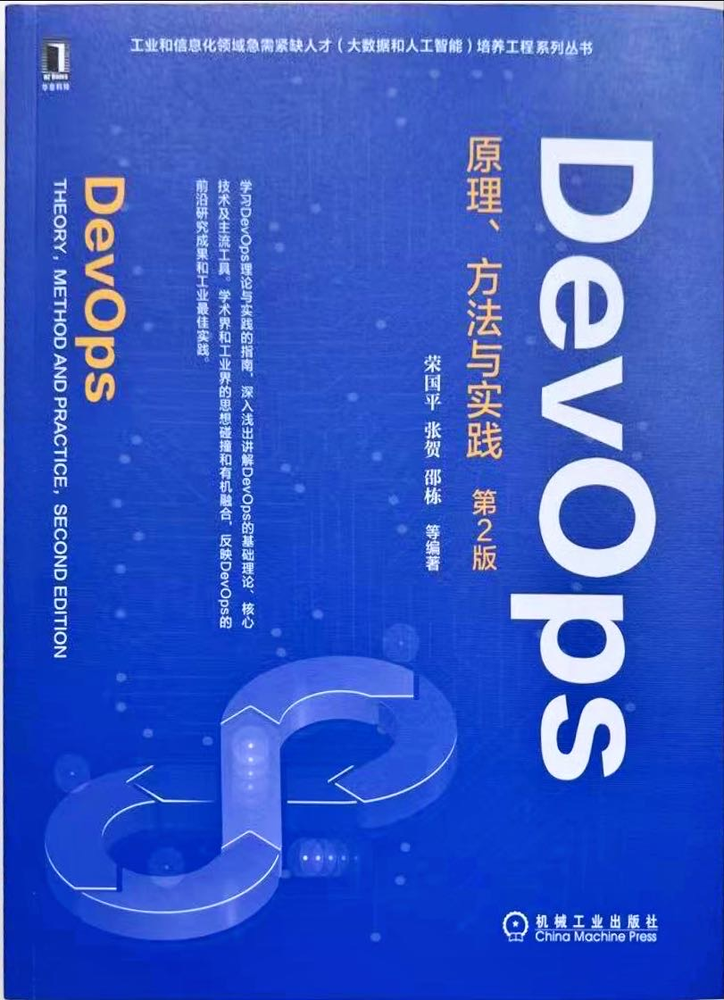 工业和信息化领域急需紧缺人才（大数据和人工智能）培养工程系列丛书
HZ Books
华章科技
DevOps
原理、方法与实践 第2版
荣国平 张贺 邵栋 等编著
学习DevOps理论与实践的指南，深入浅出讲解DevOps的基础理论、核心
技术及主流工具。学术界和工业界的思想碰撞和有机融合，反映DevOps的
前沿研究成果和工业最佳实践。
DevOps
THEORY, METHOD AND PRACTICE, SECOND EDITION
机械工业出版社
China Machine Press